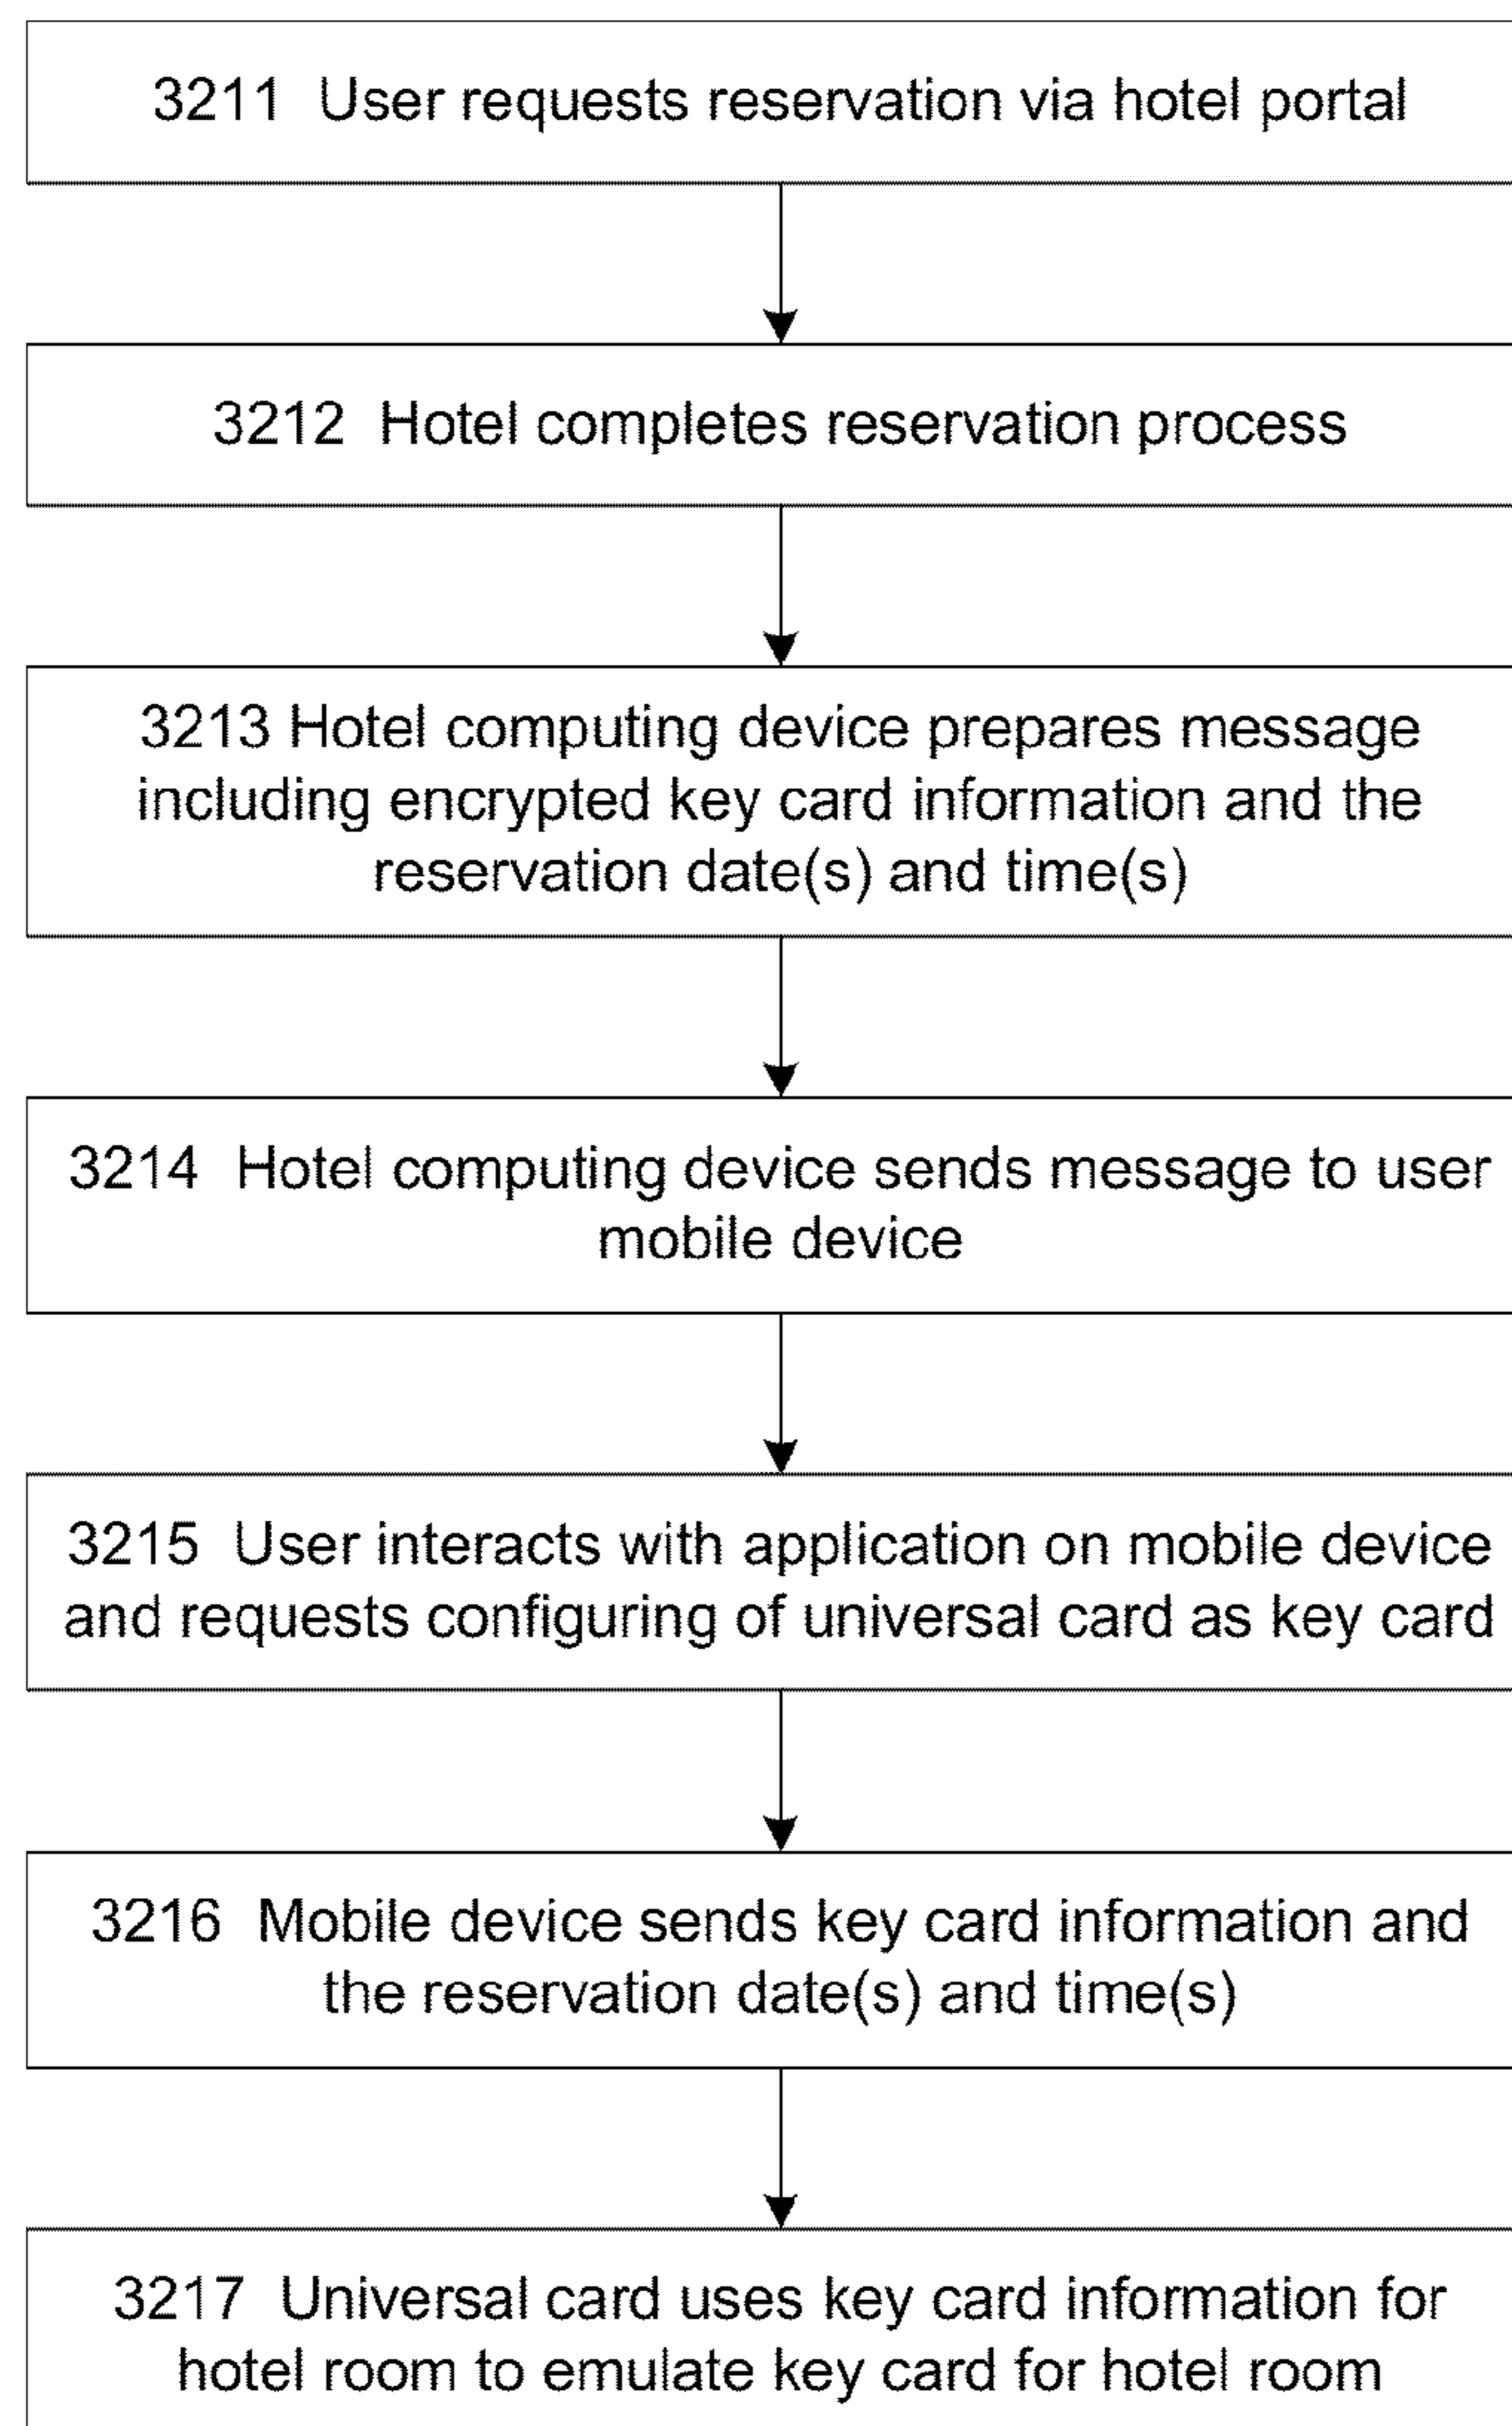 3211 User requests reservation via hotel portal
3212 Hotel completes reservation process
3213 Hotel computing device prepares message
including encrypted key card information and the
reservation date(s) and time(s)
3214 Hotel computing device sends message to user
mobile device
3215 User interacts with application on mobile device
and requests configuring of universal card as key card
3216 Mobile device sends key card information and
the reservation date(s) and time(s)
3217 Universal card uses key card information for
hotel room to emulate key card for hotel room